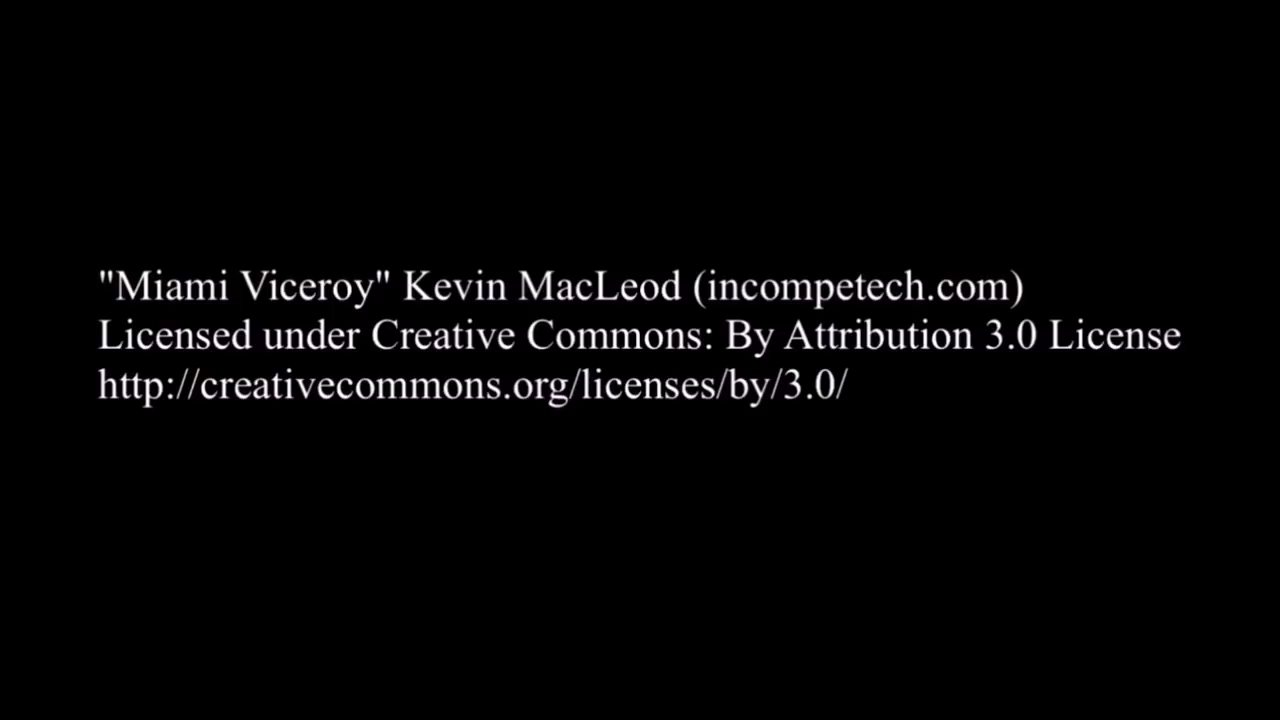 "Miami Viceroy" Kevin MacLeod (incompetech.com)
Licensed under Creative Commons: By Attribution 3.0 License
http://creativecommons.org/licenses/by/3.0/